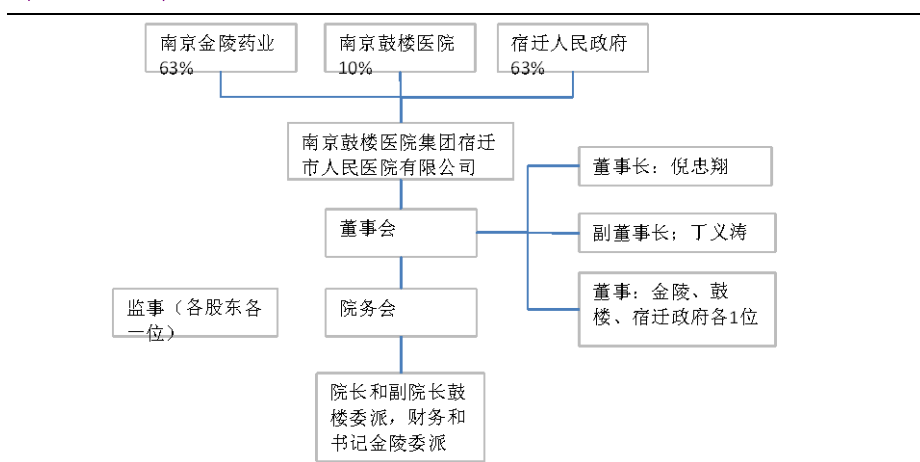 南京金陵药业
63%
南京鼓楼医院
10%
宿迁人民政府
63%
南京鼓楼医院集团宿迁
市人民医院有限公司
董事长：倪忠翔
董事会
副董事长；丁义涛
董事：金陵、鼓
楼、宿迁政府各1位
监事（各股东各
一位）
院务会
院长和副院长鼓
楼委派，财务和
书记金陵委派